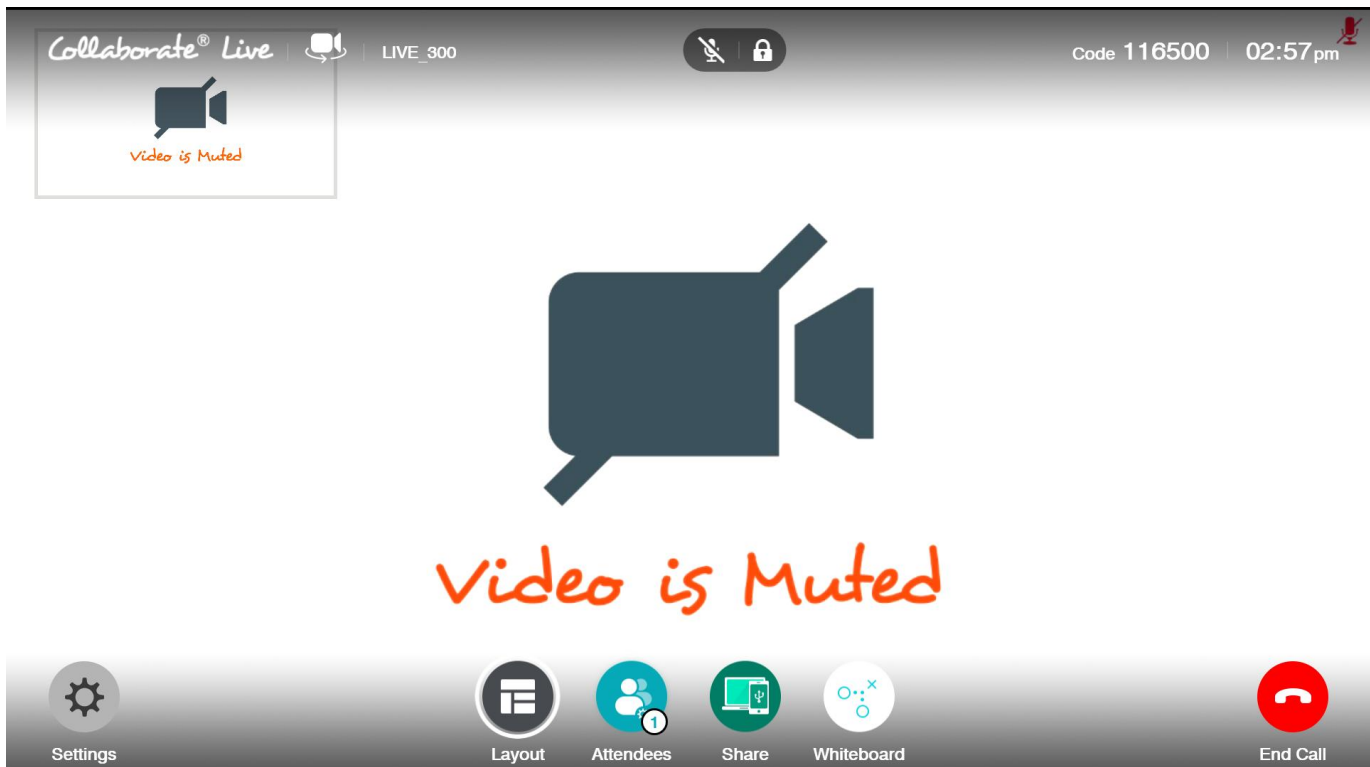 Collaborate® Live
LIVE_300
Code 116500
02:57pm
Video is Muted
Video is Muted
1
Settings
Layout
Attendees
Share
Whiteboard
End Call